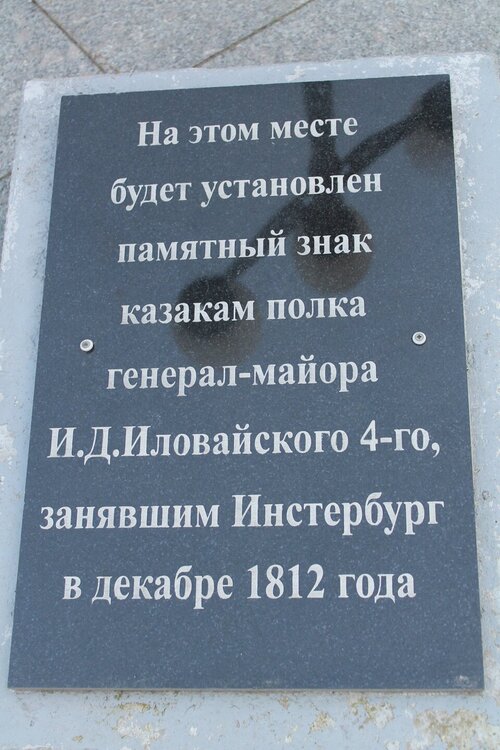 На этом месте
будет установлен
памятный знак
казакам полка
генерал-майора
И.Д.Иловайского 4-го,
занявшим Инстербург
в декабре 1812 года